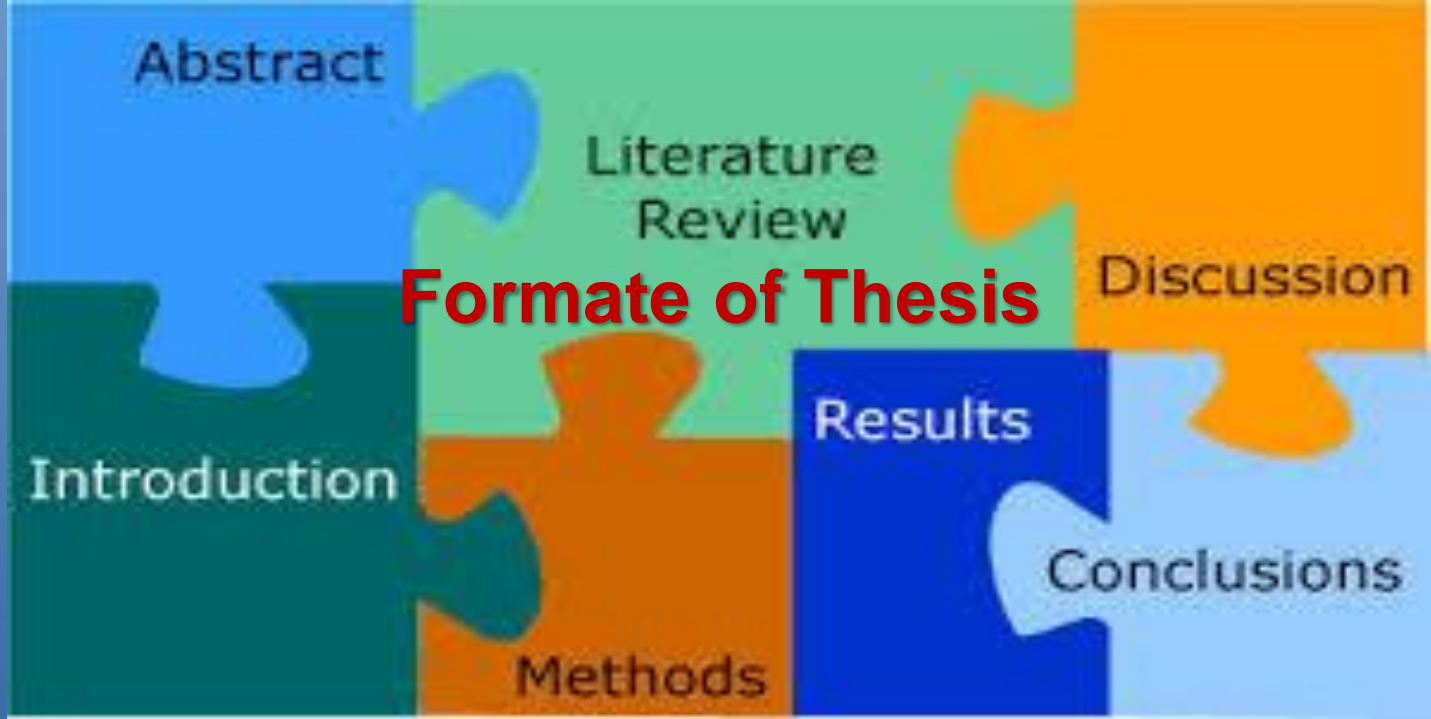 Abstract
Literature
Review
Formate of Thesis
Discussion
Introduction
Results
Conclusions
Methods